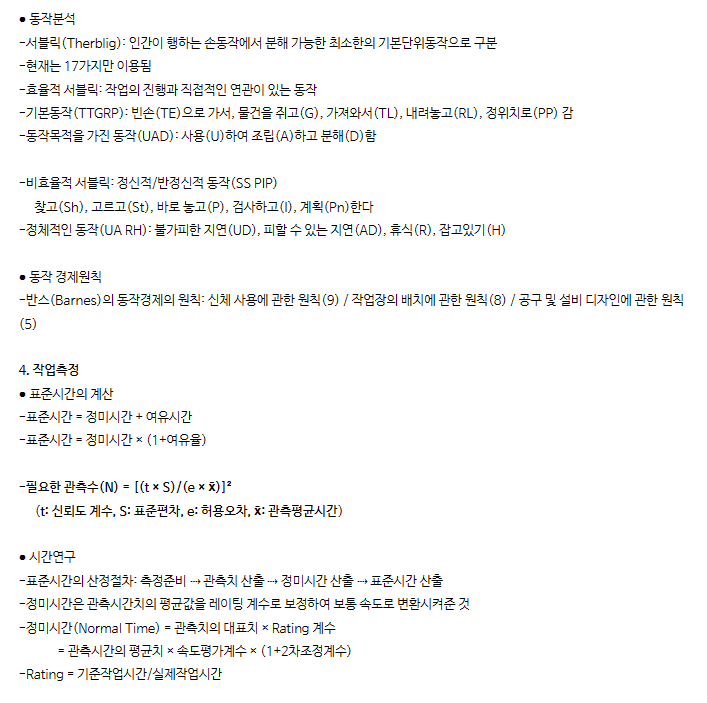 ● 동작분석
-서블릭(Therblig): 인간이 행하는 손동작에서 분해 가능한 최소한의 기본단위동작으로 구분
-현재는 17가지만 이용됨
-효율적 서블릭: 작업의 진행과 직접적인 연관이 있는 동작
-기본동작(TTGRP): 빈손(TE)으로 가서, 물건을 쥐고(G), 가져와서(TL), 내려놓고(RL), 정위치로(PP) 감
-동작목적을 가진 동작(UAD): 사용(U)하여 조립(A)하고 분해(D)함
-비효율적 서블릭: 정신적/반정신적 동작(SS PIP)
찾고(Sh), 고르고(St), 바로 놓고(P), 검사하고(I), 계획(Pn)한다
-정체적인 동작(UA RH): 불가피한 지연(UD), 피할 수 있는 지연(AD), 휴식(R), 잡고있기(H)
● 동작 경제원칙
-반스(Barnes)의 동작경제의 원칙: 신체 사용에 관한 원칙(9) / 작업장의 배치에 관한 원칙(8) / 공구 및 설비 디자인에 관한 원칙
(5)
4. 작업측정
● 표준시간의 계산
-표준시간 = 정미시간 + 여유시간
-표준시간 = 정미시간 × (1+여유율)
-필요한 관측수(N) = [(t × S)/(e × x̄)]²
(t: 신뢰도 계수, S: 표준편차, e: 허용오차, x̄: 관측평균시간)
● 시간연구
-표준시간의 산정절차: 측정준비 → 관측치 산출 → 정미시간 산출 → 표준시간 산출
-정미시간은 관측시간치의 평균값을 레이팅 계수로 보정하여 보통 속도로 변환시켜준 것
-정미시간(Normal Time) = 관측치의 대표치 × Rating 계수
= 관측시간의 평균치 × 속도평가계수 × (1+2차조정계수)
-Rating = 기준작업시간/실제작업시간